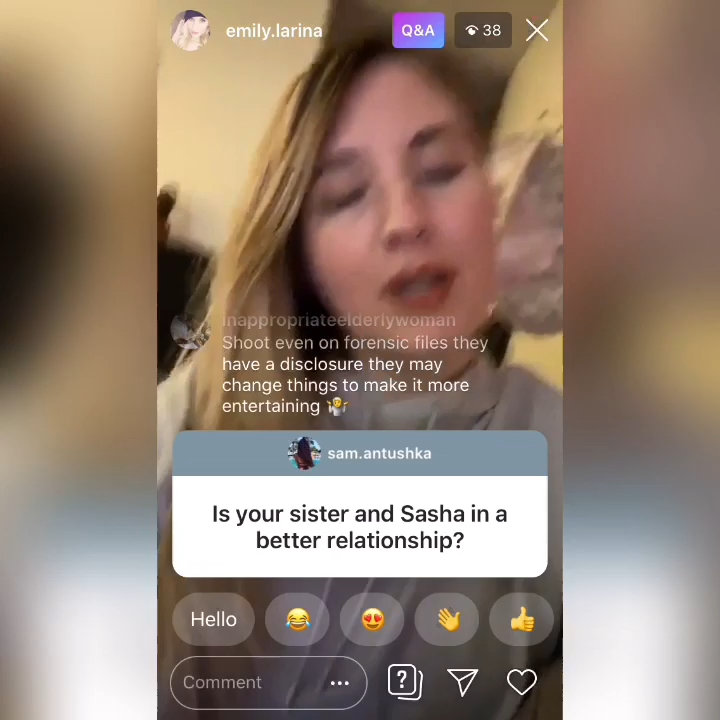 emily.larina
Q&A
38
Inappropriateelderlywoman
Shoot even on forensic files they
have a disclosure they may
change things to make it more
entertaining 🤷‍♀️
sam.antushka
Is your sister and Sasha in a
better relationship?
Hello
Comment